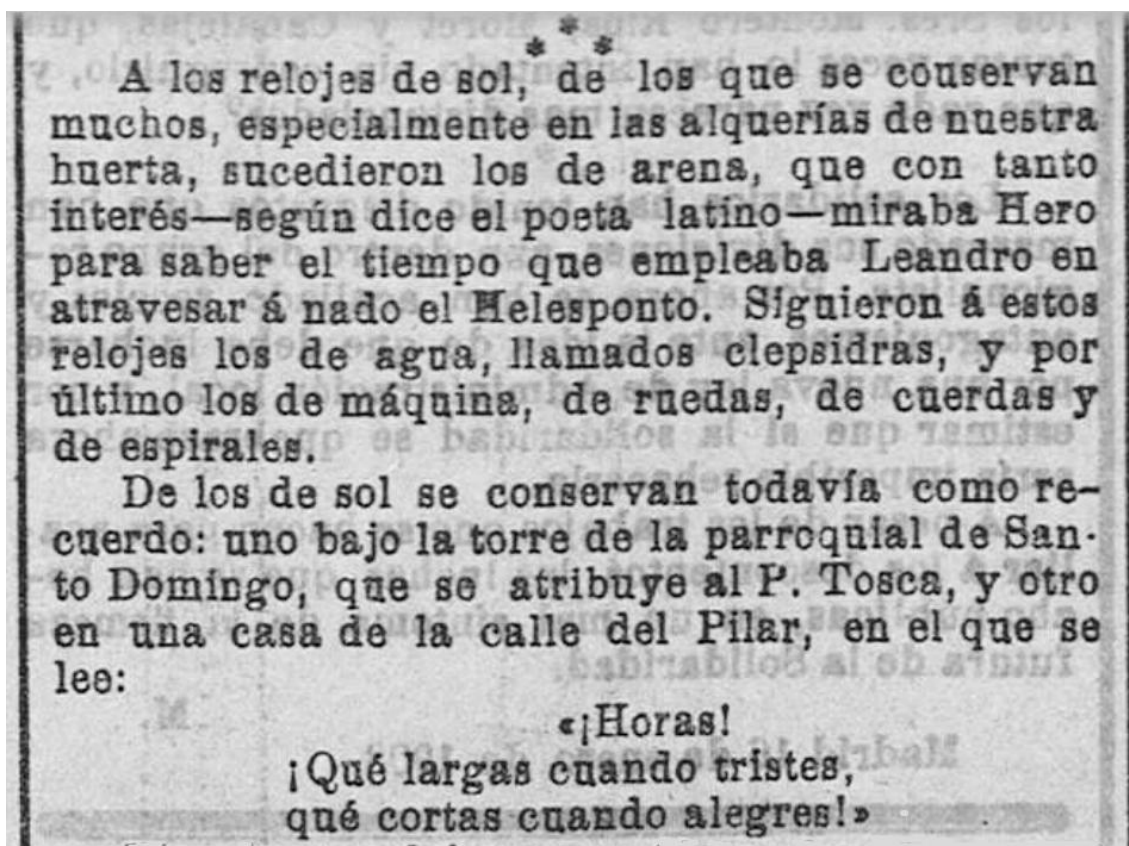 * * *
A los relojes de sol, de los que se conservan
muchos, especialmente en las alquerías de nuestra
huerta, sucedieron los de arena, que con tanto
interés—según dice el poeta latino—miraba Hero
para saber el tiempo que empleaba Leandro en
atravesar á nado el Helesponto. Siguieron á estos
relojes los de agua, llamados clepsidras, y por
último los de máquina, de ruedas, de cuerdas y
de espirales.
De los de sol se conservan todavía como re-
cuerdo: uno bajo la torre de la parroquial de San-
to Domingo, que se atribuye al P. Tosca, y otro
en una casa de la calle del Pilar, en el que se
lee:
«¡Horas!
¡Qué largas cuando tristes,
qué cortas cuando alegres!»